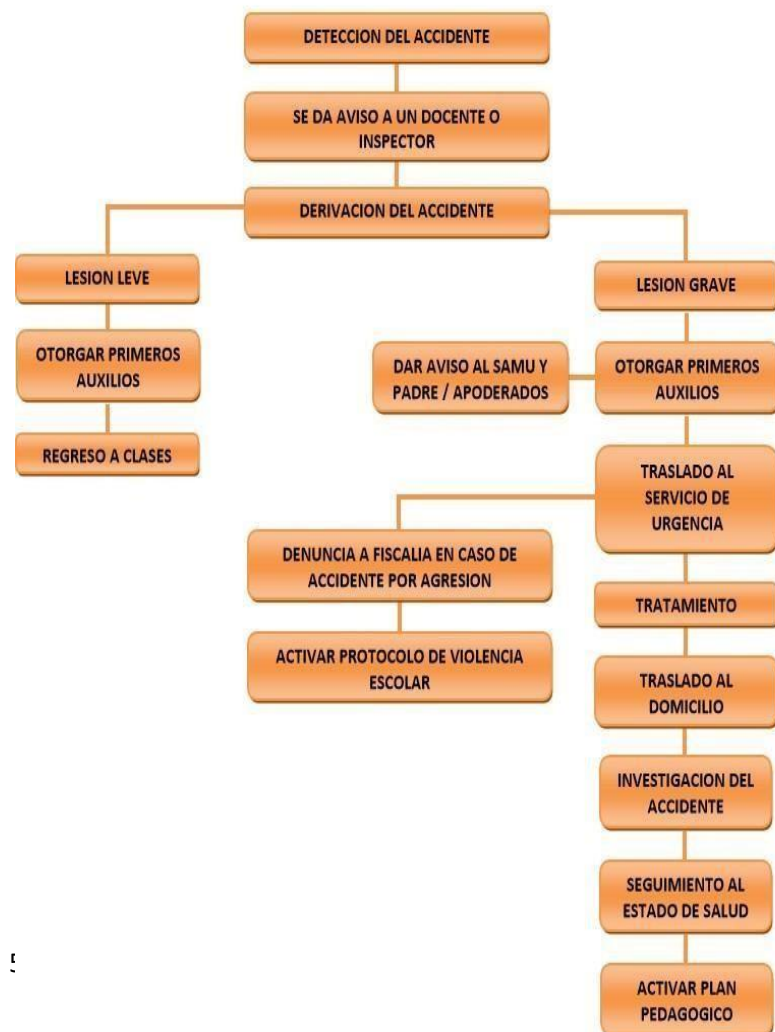 DETECCION DEL ACCIDENTE
SE DA AVISO A UN DOCENTE O
INSPECTOR
DERIVACION DEL ACCIDENTE
LESION LEVE
OTORGAR PRIMEROS
AUXILIOS
REGRESO A CLASES
LESION GRAVE
DAR AVISO AL SAMU Y
PADRE / APODERADOS
OTORGAR PRIMEROS
AUXILIOS
TRASLADO AL
SERVICIO DE
URGENCIA
DENUNCIA A FISCALIA EN CASO DE
ACCIDENTE POR AGRESION
ACTIVAR PROTOCOLO DE VIOLENCIA
ESCOLAR
TRATAMIENTO
TRASLADO AL
DOMICILIO
INVESTIGACION DEL
ACCIDENTE
SEGUIMIENTO AL
ESTADO DE SALUD
ACTIVAR PLAN
PEDAGOGICO